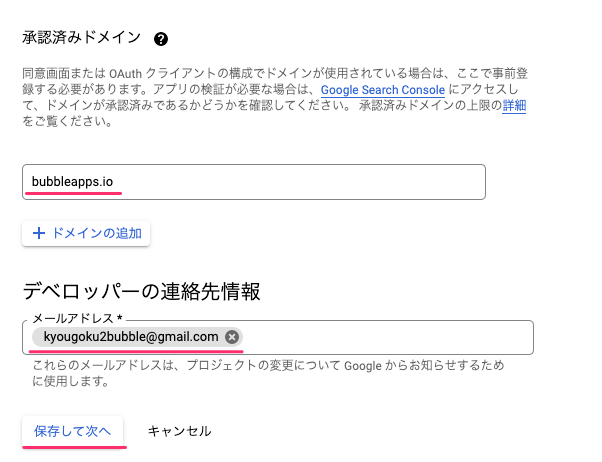 承認済みドメイン ?
同意画面または OAuth クライアントの構成でドメインが使用されている場合は、ここで事前登
録する必要があります。アプリの検証が必要な場合は、Google Search Console にアクセスし
て、ドメインが承認済みであるかどうかを確認してください。 承認済みドメインの上限の詳細
をご覧ください。
bubbleapps.io
+ ドメインの追加
デベロッパーの連絡先情報
メールアドレス *
kyougoku2bubble@gmail.com
これらのメールアドレスは、プロジェクトの変更について Google からお知らせするため
に使用します。
保存して次へ キャンセル